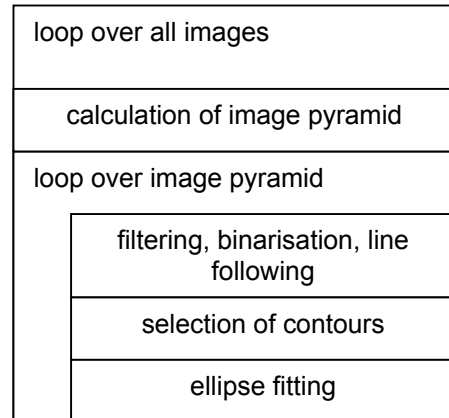 loop over all images
calculation of image pyramid
loop over image pyramid
filtering, binarisation, line
following
selection of contours
ellipse fitting